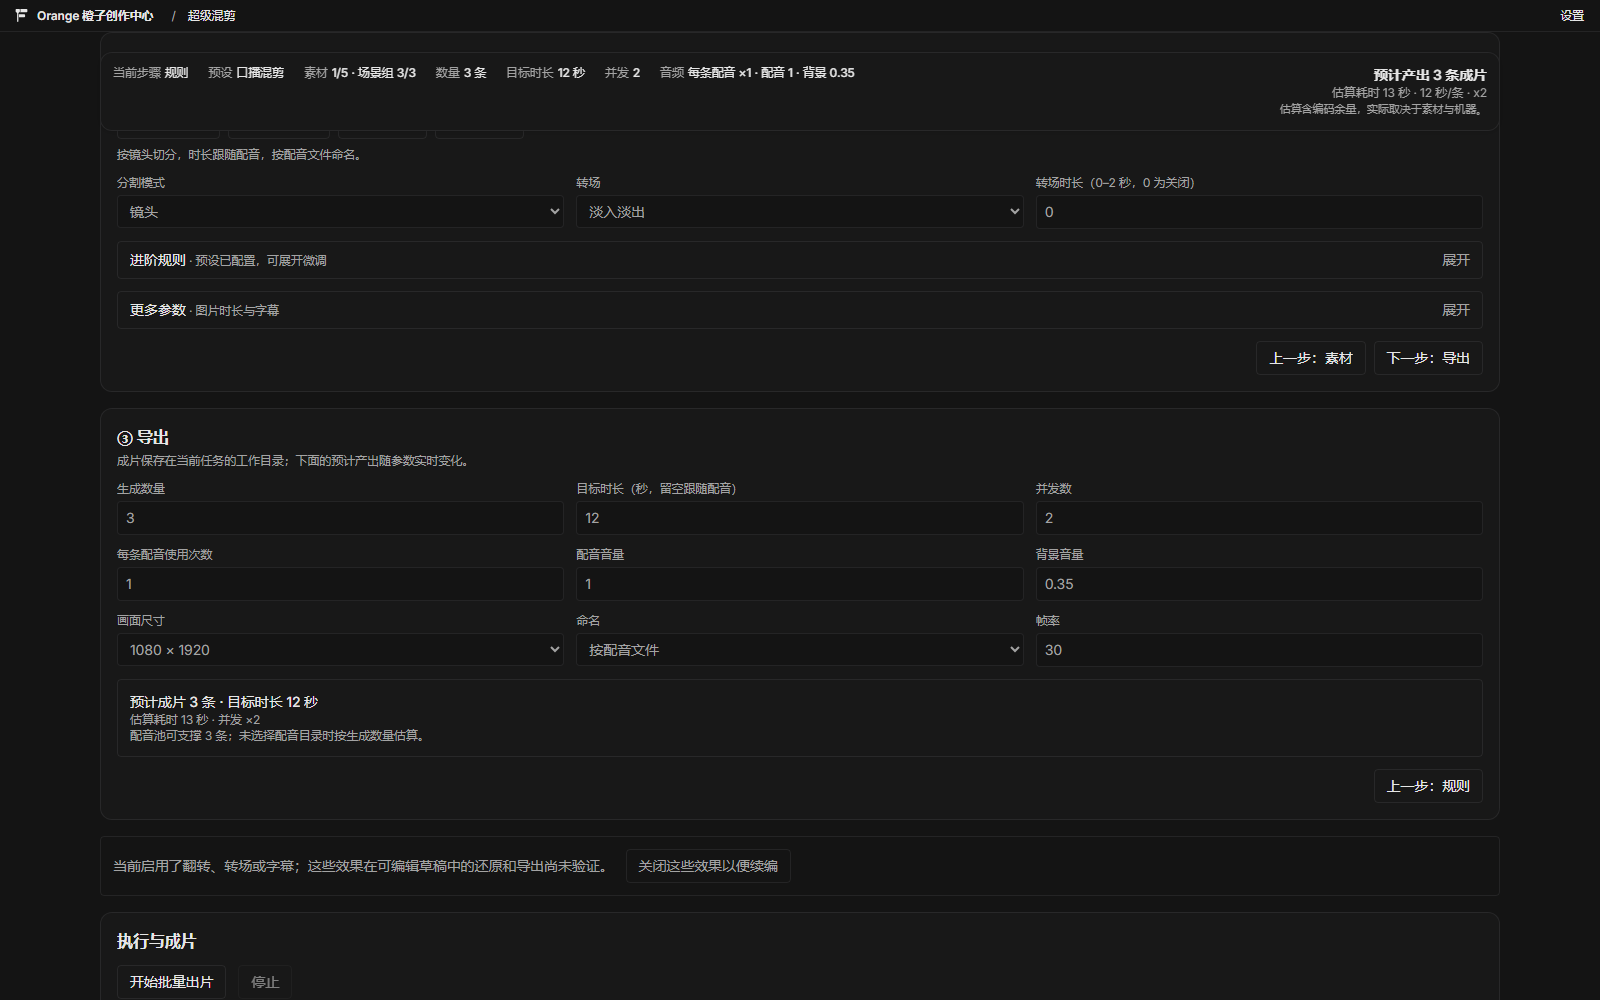 Orange 橙子创作中心 / 超级混剪 设置
当前步骤 规则 预设 口播混剪 素材 1/5 · 场景组 3/3 数量 3 条 目标时长 12 秒 并发 2 音频 每条配音 ×1 · 配音 1 · 背景 0.35
预计产出 3 条成片
估算耗时 13 秒 · 12 秒/条 · x2
估算含编码余量，实际取决于素材与机器。
按镜头切分，时长跟随配音，按配音文件命名。
分割模式 转场 转场时长（0–2 秒，0 为关闭）
镜头 淡入淡出 0
进阶规则 · 预设已配置，可展开微调 展开
更多参数 · 图片时长与字幕 展开
上一步：素材 下一步：导出
③ 导出
成片保存在当前任务的工作目录；下面的预计产出随参数实时变化。
生成数量 目标时长（秒，留空跟随配音） 并发数
3 12 2
每条配音使用次数 配音音量 背景音量
1 1 0.35
画面尺寸 命名 帧率
1080 × 1920 按配音文件 30
预计成片 3 条 · 目标时长 12 秒
估算耗时 13 秒 · 并发 ×2
配音池可支撑 3 条；未选择配音目录时按生成数量估算。
上一步：规则
当前启用了翻转、转场或字幕；这些效果在可编辑草稿中的还原和导出尚未验证。 关闭这些效果以便续编
执行与成片
开始批量出片 停止